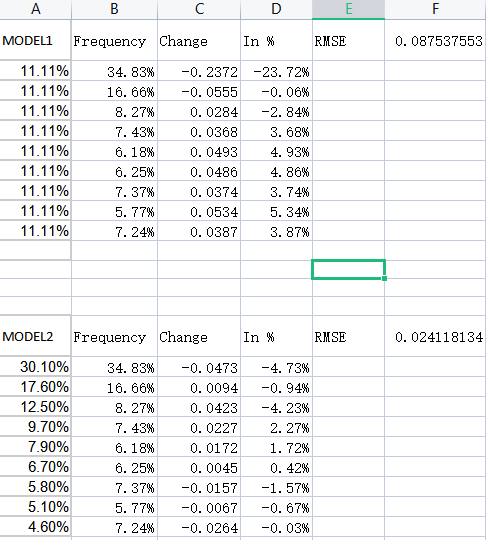 A B C D E F
MODEL1 Frequency Change In % RMSE 0.087537553
11.11% 34.83% -0.2372 -23.72%
11.11% 16.66% -0.0555 -0.06%
11.11% 8.27% 0.0284 -2.84%
11.11% 7.43% 0.0368 3.68%
11.11% 6.18% 0.0493 4.93%
11.11% 6.25% 0.0486 4.86%
11.11% 7.37% 0.0374 3.74%
11.11% 5.77% 0.0534 5.34%
11.11% 7.24% 0.0387 3.87%
MODEL2 Frequency Change In % RMSE 0.024118134
30.10% 34.83% -0.0473 -4.73%
17.60% 16.66% 0.0094 -0.94%
12.50% 8.27% 0.0423 -4.23%
9.70% 7.43% 0.0227 2.27%
7.90% 6.18% 0.0172 1.72%
6.70% 6.25% 0.0045 0.42%
5.80% 7.37% -0.0157 -1.57%
5.10% 5.77% -0.0067 -0.67%
4.60% 7.24% -0.0264 -0.03%